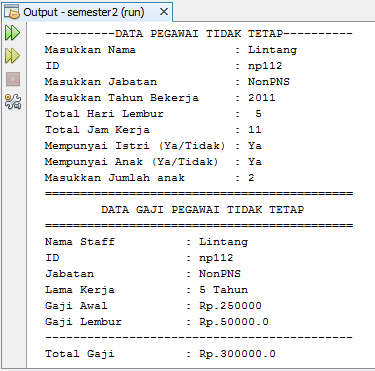 Output - semester2 (run)
-----------DATA PEGAWAI TIDAK TETAP----------
Masukkan Nama : Lintang
ID : np112
Masukkan Jabatan : NonPNS
Masukkan Tahun Bekerja : 2011
Total Hari Lembur : 5
Total Jam Kerja : 11
Mempunyai Istri (Ya/Tidak) : Ya
Mempunyai Anak (Ya/Tidak) : Ya
Masukkan Jumlah anak : 2
============================================
DATA GAJI PEGAWAI TIDAK TETAP
============================================
Nama Staff : Lintang
ID : np112
Jabatan : NonPNS
Lama Kerja : 5 Tahun
Gaji Awal : Rp.250000
Gaji Lembur : Rp.50000.0
--------------------------------------------
Total Gaji : Rp.300000.0